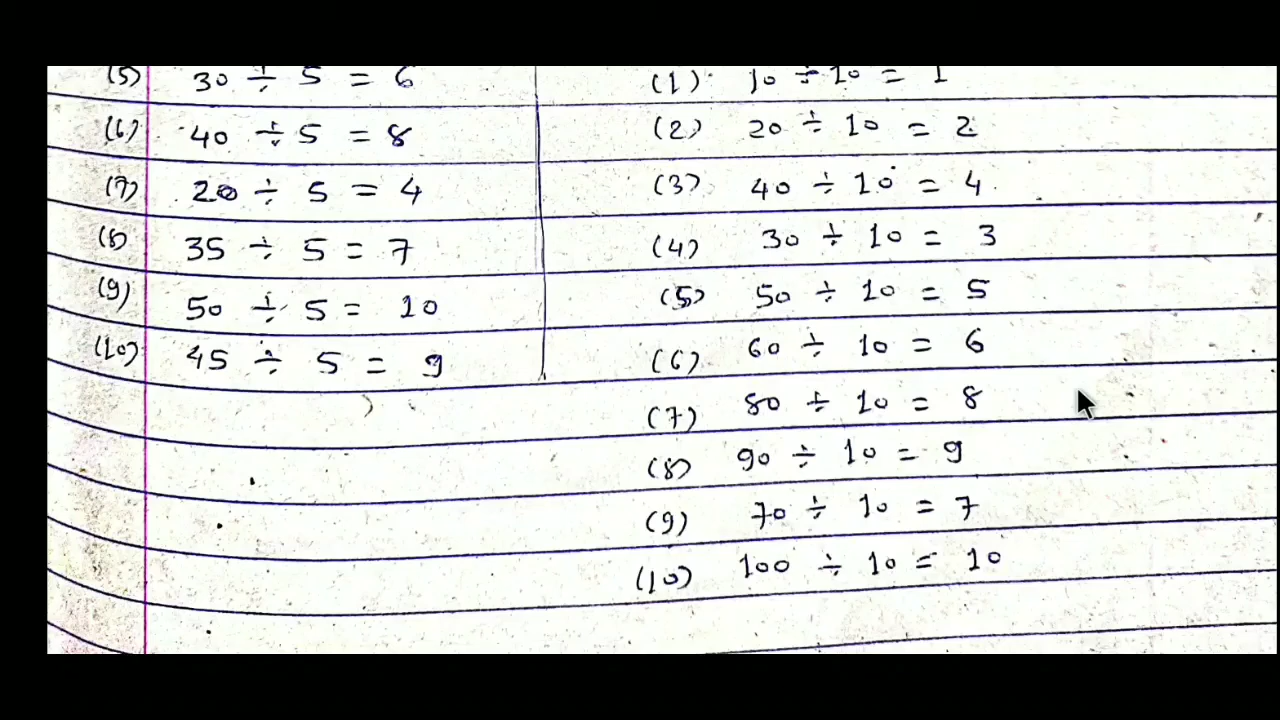 (5) 30 ÷ 5 = 6
(6) 40 ÷ 5 = 8
(7) 20 ÷ 5 = 4
(8) 35 ÷ 5 = 7
(9) 50 ÷ 5 = 10
(10) 45 ÷ 5 = 9
(1) 10 ÷ 10 = 1
(2) 20 ÷ 10 = 2
(3) 40 ÷ 10 = 4
(4) 30 ÷ 10 = 3
(5) 50 ÷ 10 = 5
(6) 60 ÷ 10 = 6
(7) 80 ÷ 10 = 8
(8) 90 ÷ 10 = 9
(9) 70 ÷ 10 = 7
(10) 100 ÷ 10 = 10